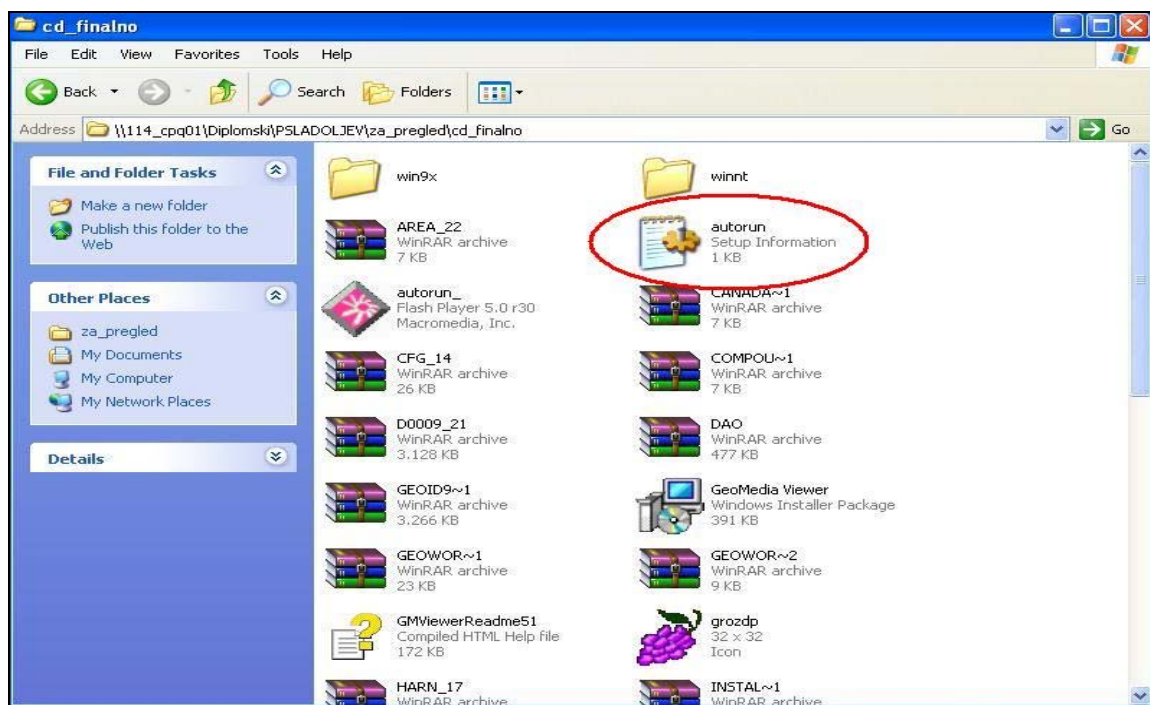 cd_finalno
File Edit View Favorites Tools Help
Back Search Folders
Address \\114_cpq01\Diplomski\PSLADOLJEV\za_pregled\cd_finalno Go
File and Folder Tasks
Make a new folder
Publish this folder to the
Web
Other Places
za_pregled
My Documents
My Computer
My Network Places
Details
win9x
winnt
AREA_22
WinRAR archive
7 KB
autorun
Setup Information
1 KB
autorun_
Flash Player 5.0 r30
Macromedia, Inc.
CANADA~1
WinRAR archive
7 KB
CFG_14
WinRAR archive
26 KB
COMPOU~1
WinRAR archive
7 KB
D0009_21
WinRAR archive
3.128 KB
DAO
WinRAR archive
477 KB
GEOID9~1
WinRAR archive
3.266 KB
GeoMedia Viewer
Windows Installer Package
391 KB
GEOWOR~1
WinRAR archive
23 KB
GEOWOR~2
WinRAR archive
9 KB
GMViewerReadme51
Compiled HTML Help file
172 KB
grozdp
32 x 32
Icon
HARN_17
WinRAR archive
INSTAL~1
WinRAR archive